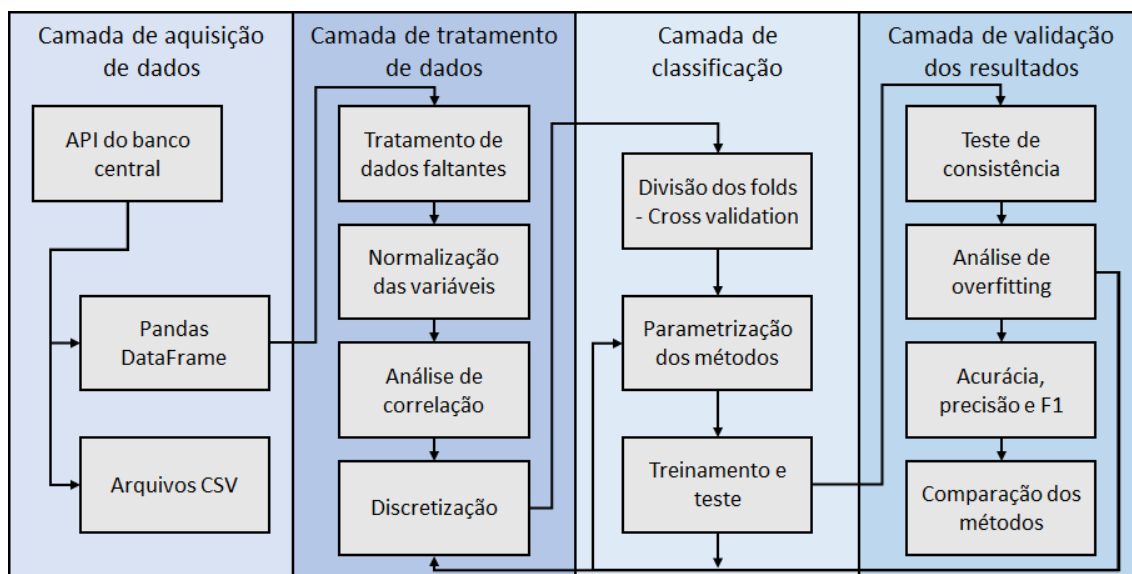 Camada de aquisição
de dados
API do banco
central
Pandas
DataFrame
Arquivos CSV
Camada de tratamento
de dados
Tratamento de
dados faltantes
Normalização
das variáveis
Análise de
correlação
Discretização
Camada de
classificação
Divisão dos folds
- Cross validation
Parametrização
dos métodos
Treinamento e
teste
Camada de validação
dos resultados
Teste de
consistência
Análise de
overfitting
Acurácia,
precisão e F1
Comparação dos
métodos